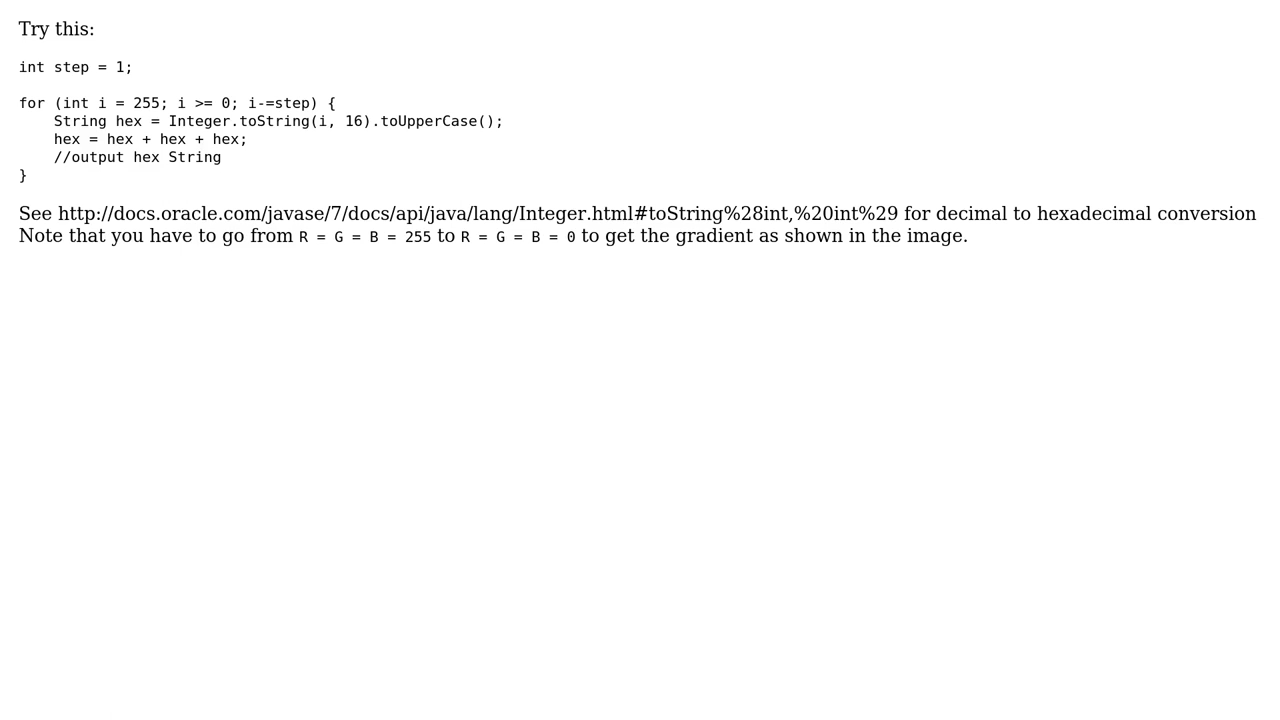 Try this:
int step = 1;
for (int i = 255; i >= 0; i-=step) {
    String hex = Integer.toString(i, 16).toUpperCase();
    hex = hex + hex + hex;
    //output hex String
}
See http://docs.oracle.com/javase/7/docs/api/java/lang/Integer.html#toString%28int,%20int%29 for decimal to hexadecimal conversion
Note that you have to go from R = G = B = 255 to R = G = B = 0 to get the gradient as shown in the image.